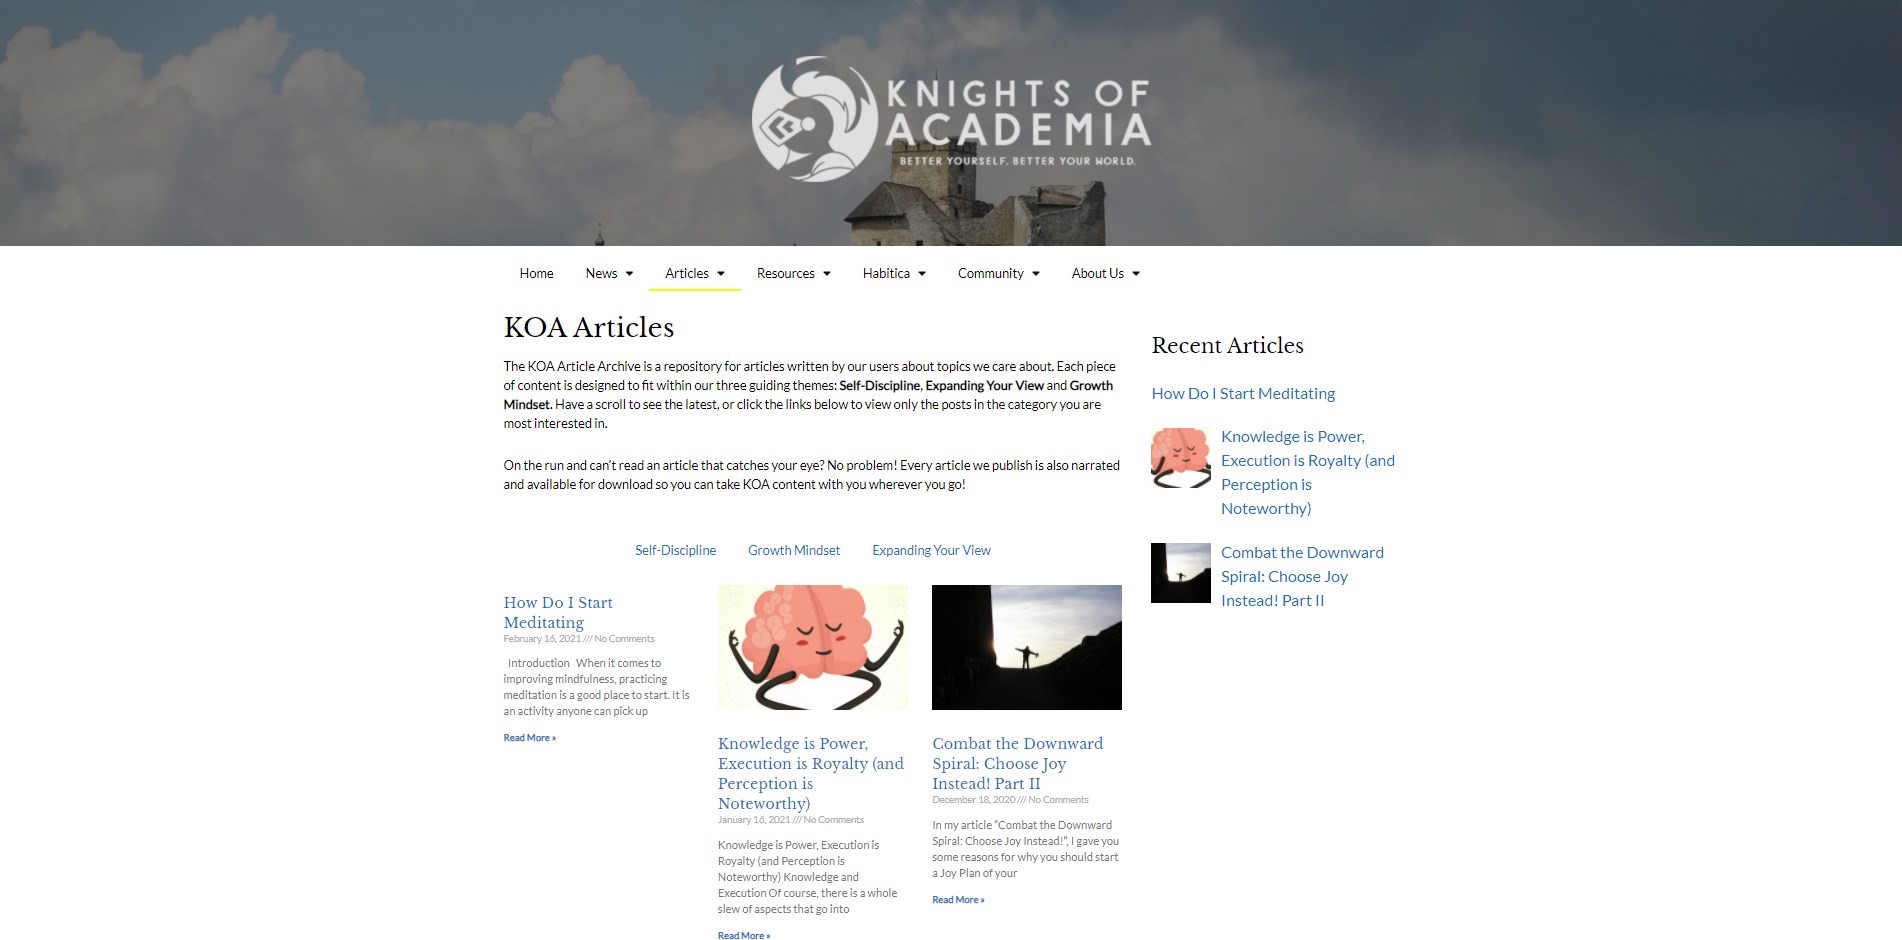 KNIGHTS OF
ACADEMIA
BETTER YOURSELF. BETTER YOUR WORLD.
Home
News
Articles
Resources
Habitica
Community
About Us
KOA Articles
The KOA Article Archive is a repository for articles written by our users about topics we care about. Each piece
of content is designed to fit within our three guiding themes: Self-Discipline, Expanding Your View and Growth
Mindset. Have a scroll to see the latest, or click the links below to view only the posts in the category you are
most interested in.
On the run and can't read an article that catches your eye? No problem! Every article we publish is also narrated
and available for download so you can take KOA content with you wherever you go!
Self-Discipline
Growth Mindset
Expanding Your View
How Do I Start
Meditating
February 16, 2021 /// No Comments
Introduction When it comes to
improving mindfulness, practicing
meditation is a good place to start. It is
an activity anyone can pick up
Read More »
Knowledge is Power,
Execution is Royalty (and
Perception is
Noteworthy)
January 16, 2021 /// No Comments
Knowledge is Power, Execution is
Royalty (and Perception is
Noteworthy) Knowledge and
Execution Of course, there is a whole
slew of aspects that go into
Read More »
Combat the Downward
Spiral: Choose Joy
Instead! Part II
December 18, 2020 /// No Comments
In my article “Combat the Downward
Spiral: Choose Joy Instead!”, I gave you
some reasons for why you should start
a Joy Plan of your
Read More »
Recent Articles
How Do I Start Meditating
Knowledge is Power,
Execution is Royalty (and
Perception is
Noteworthy)
Combat the Downward
Spiral: Choose Joy
Instead! Part II